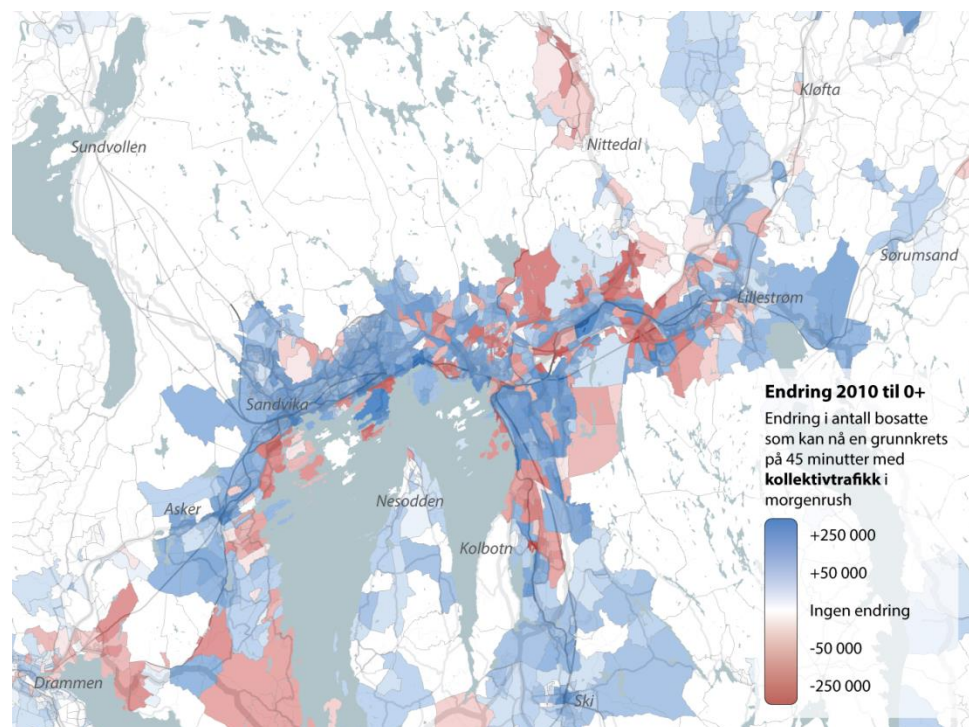 Kløfta
Sundvollen
Nittedal
Sørumsand
Lillestrøm
Endring 2010 til 0+
Endring i antall bosatte
som kan nå en grunnkrets
på 45 minutter med
kollektivtrafikk i
morgenrush
Sandvika
Asker
Nesodden
Kolbotn
+250 000
+50 000
Ingen endring
-50 000
-250 000
Drammen
Ski